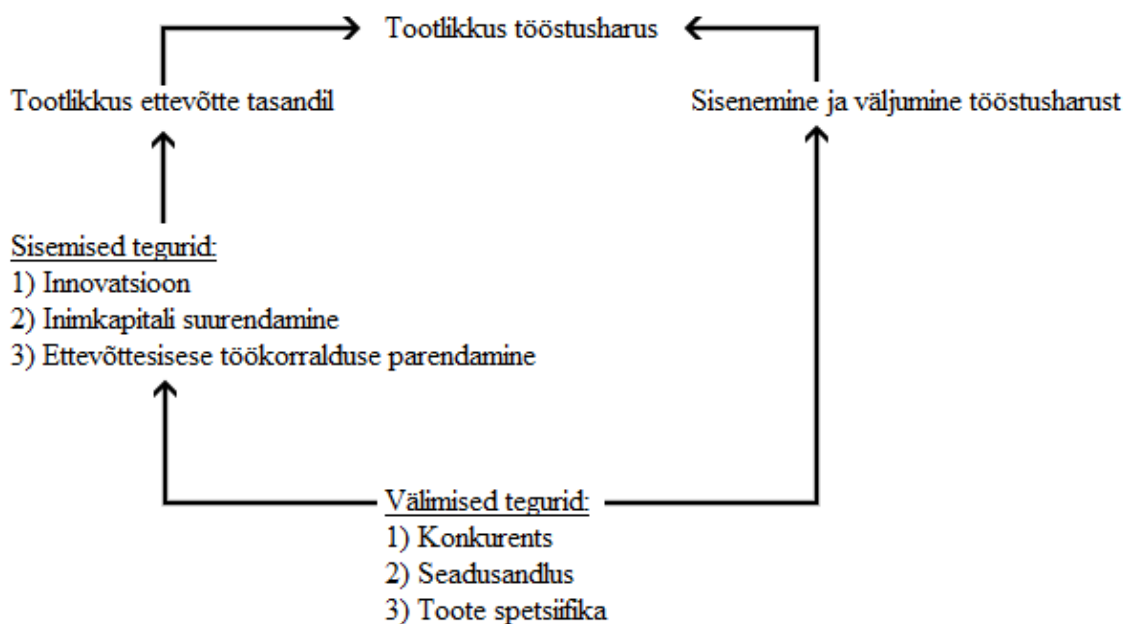 Tootlikkus tööstusharus
Tootlikkus ettevõtte tasandil
Sisenemine ja väljumine tööstusharust
Sisemised tegurid:
1) Innovatsioon
2) Inimkapitali suurendamine
3) Ettevõttesisese töökorralduse parendamine
Välimised tegurid:
1) Konkurents
2) Seadusandlus
3) Toote spetsiifika